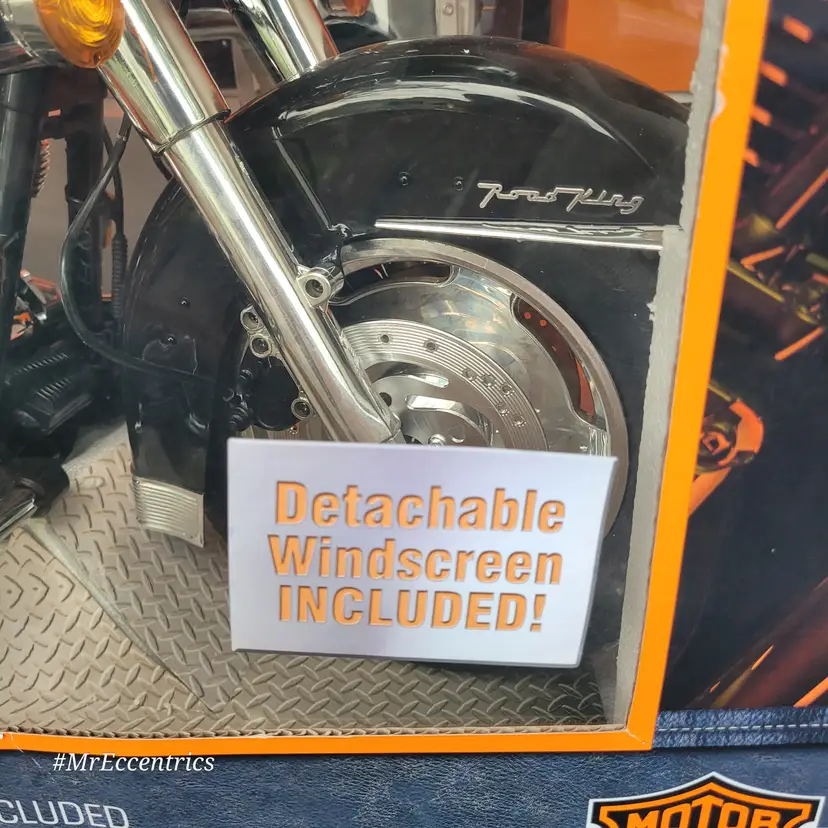 Road King
Detachable
Windscreen
INCLUDED!
#MrEccentrics
CLUDED
MOTOR